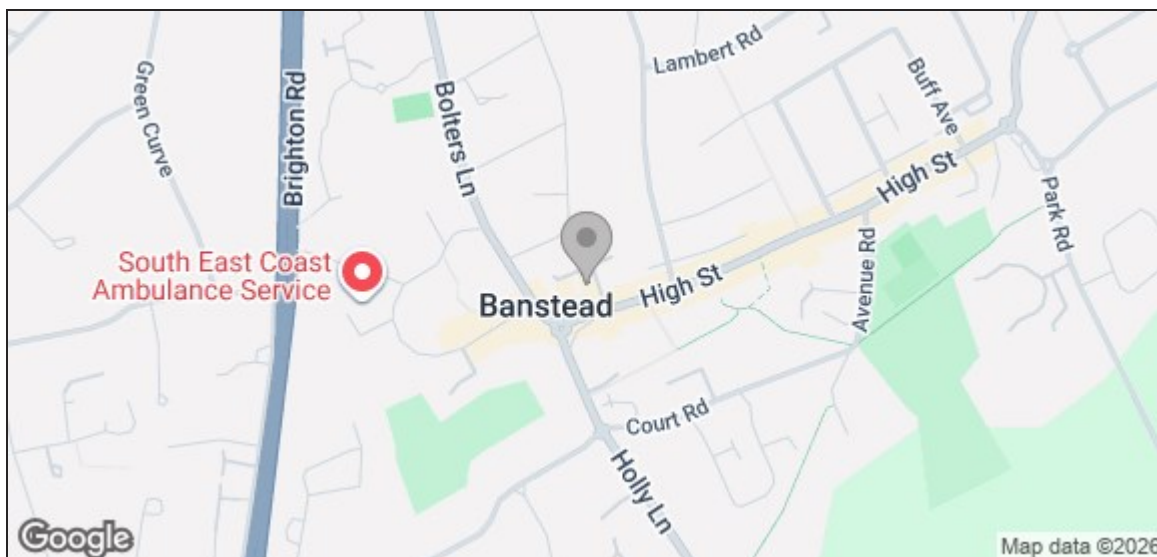 Lambert Rd
Buff Ave
Green Curve
Brighton Rd
Bolters Ln
High St
Park Rd
South East Coast
Ambulance Service
Banstead
High St
Avenue Rd
Court Rd
Holly Ln
Google
Map data ©2026